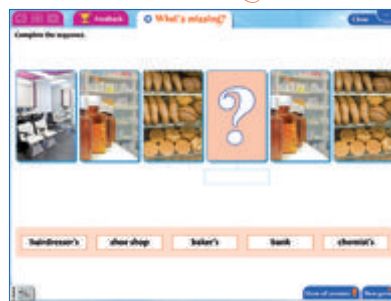 Feedback
What's missing?
Close
Complete the sequence.
?
hairdresser's
shoe shop
baker's
bank
chemist's
Show all answers